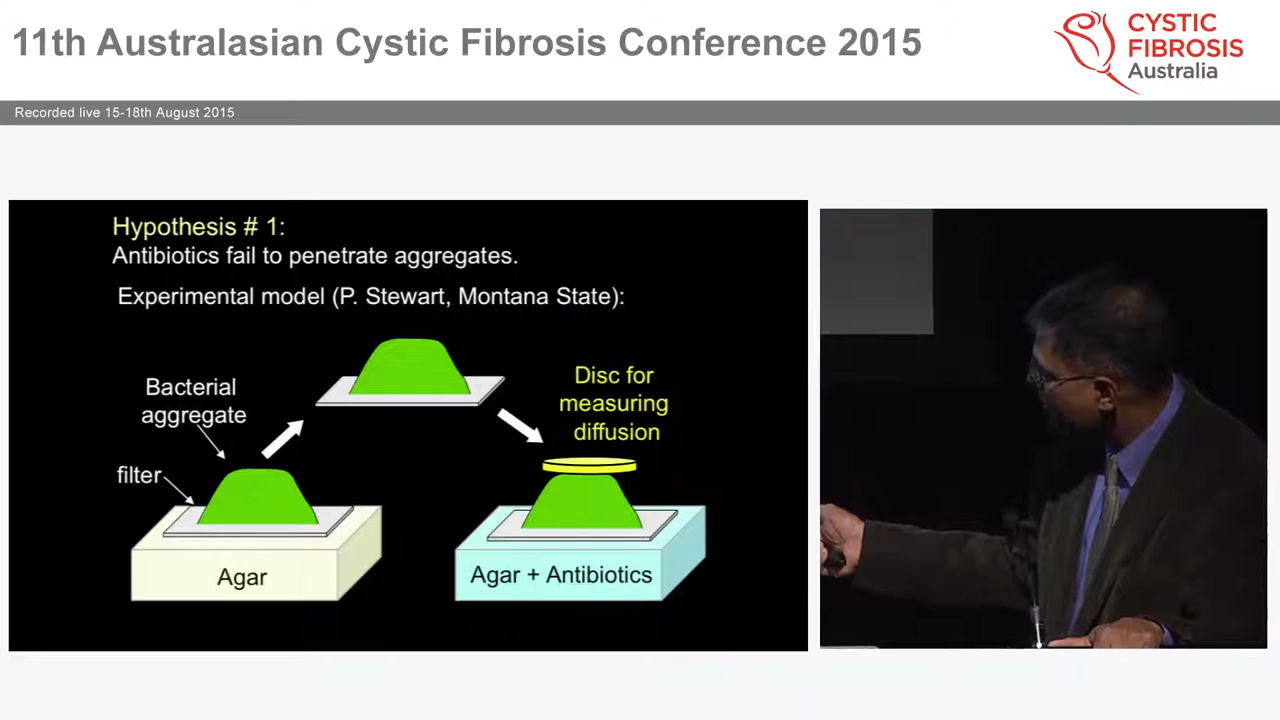 11th Australasian Cystic Fibrosis Conference 2015
CYSTIC
FIBROSIS
Australia
Recorded live 15-18th August 2015
Hypothesis # 1:
Antibiotics fail to penetrate aggregates.
Experimental model (P. Stewart, Montana State):
Bacterial
aggregate
filter
Disc for
measuring
diffusion
Agar
Agar + Antibiotics